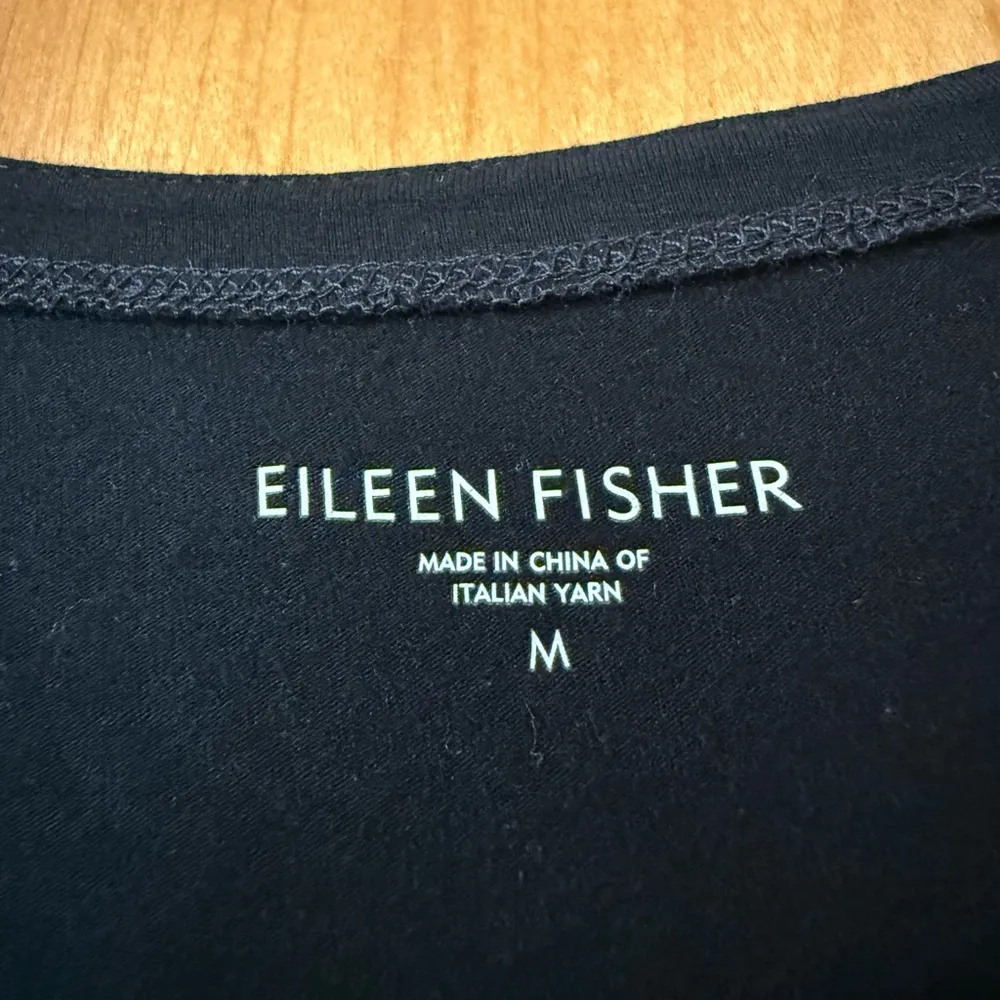 EILEEN FISHER
MADE IN CHINA OF
ITALIAN YARN
M